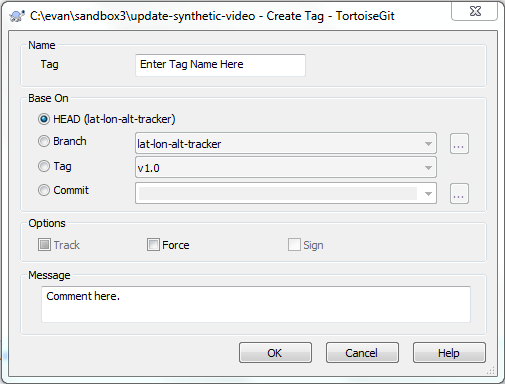 C:\evan\sandbox3\update-synthetic-video - Create Tag - TortoiseGit
Name
Tag
Enter Tag Name Here
Base On
HEAD (lat-lon-alt-tracker)
Branch
lat-lon-alt-tracker
...
Tag
v1.0
Commit
...
Options
Track
Force
Sign
Message
Comment here.
OK
Cancel
Help